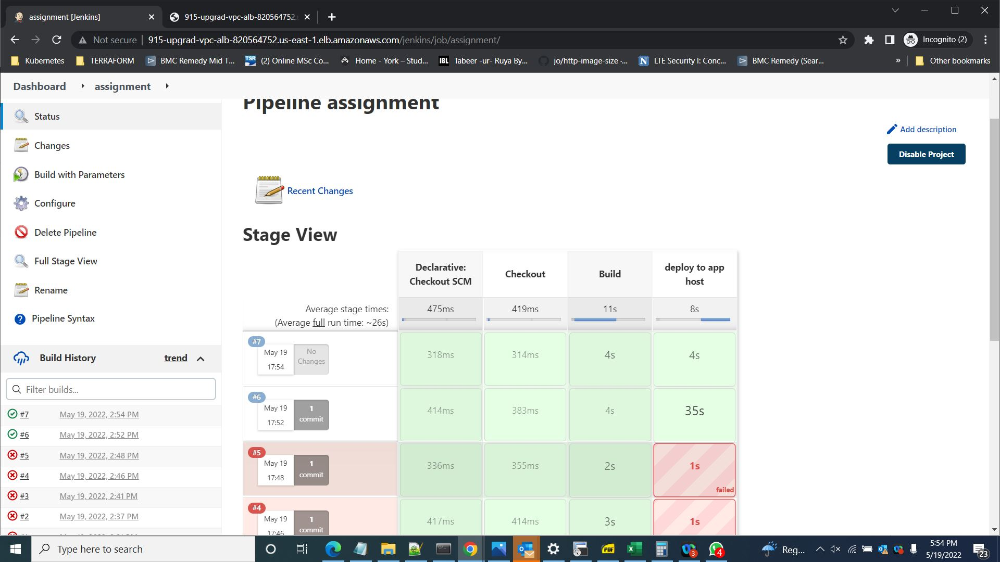 assignment [Jenkins]
915-upgrad-vpc-alb-820564752.
Not secure
915-upgrad-vpc-alb-820564752.us-east-1.elb.amazonaws.com/jenkins/job/assignment/
Incognito (2)
Kubernetes
TERRAFORM
BMC Remedy Mid T...
TSR
(2) Online MSc Co...
Home - York – Stud...
IBL
Tabeer -ur- Ruya By...
jo/http-image-size ·...
N
LTE Security I: Conc...
BMC Remedy (Sear...
»
Other bookmarks
Dashboard
assignment
Pipeline assignment
Status
Changes
Build with Parameters
Configure
Delete Pipeline
Full Stage View
Rename
? Pipeline Syntax
Add description
Disable Project
Recent Changes
Stage View
Declarative:
Checkout SCM
Checkout
Build
deploy to app
host
Average stage times:
(Average full run time: ~26s)
475ms
419ms
11s
8s
#7
May 19
17:54
No
Changes
318ms
314ms
4s
4s
#6
May 19
17:52
1
commit
414ms
383ms
4s
35s
#5
May 19
17:48
1
commit
336ms
355ms
2s
1s
failed
#4
May 19
17:46
1
commit
417ms
414ms
3s
1s
Build History
trend
Filter builds...
#7 May 19, 2022, 2:54 PM
#6 May 19, 2022, 2:52 PM
#5 May 19, 2022, 2:48 PM
#4 May 19, 2022, 2:46 PM
#3 May 19, 2022, 2:41 PM
#2 May 19, 2022, 2:37 PM
Type here to search
PDF
3
4
Reg...
5:54 PM
5/19/2022
23